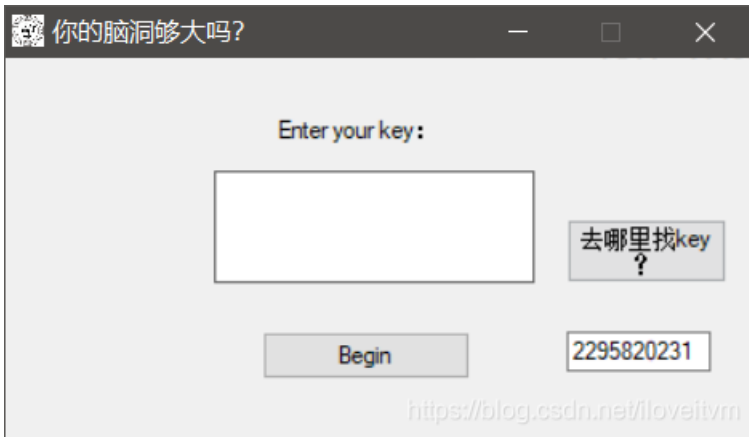 你的脑洞够大吗?
Enter your key:
去哪里找key
?
Begin
2295820231
https://blog.csdn.net/iloveitvm